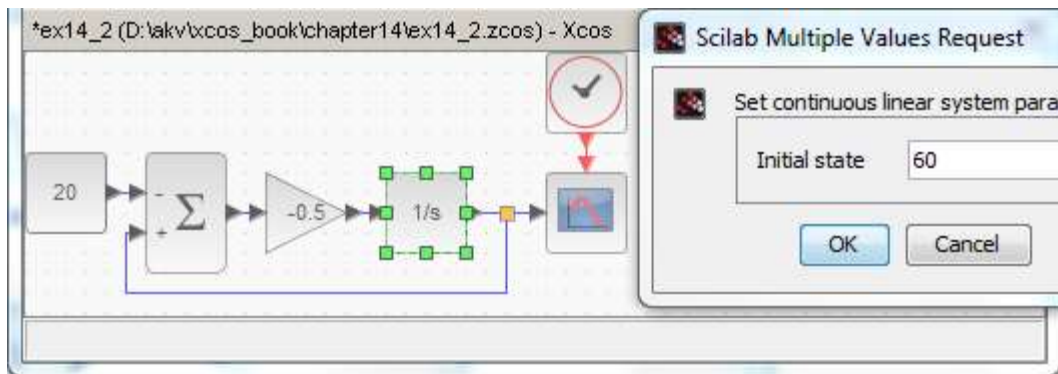 *ex14_2 (D:\akv\xcos_book\chapter14\ex14_2.zcos) - Xcos
20
-
+
Σ
-0.5
1/s
Scilab Multiple Values Request
Set continuous linear system para
Initial state
60
OK
Cancel